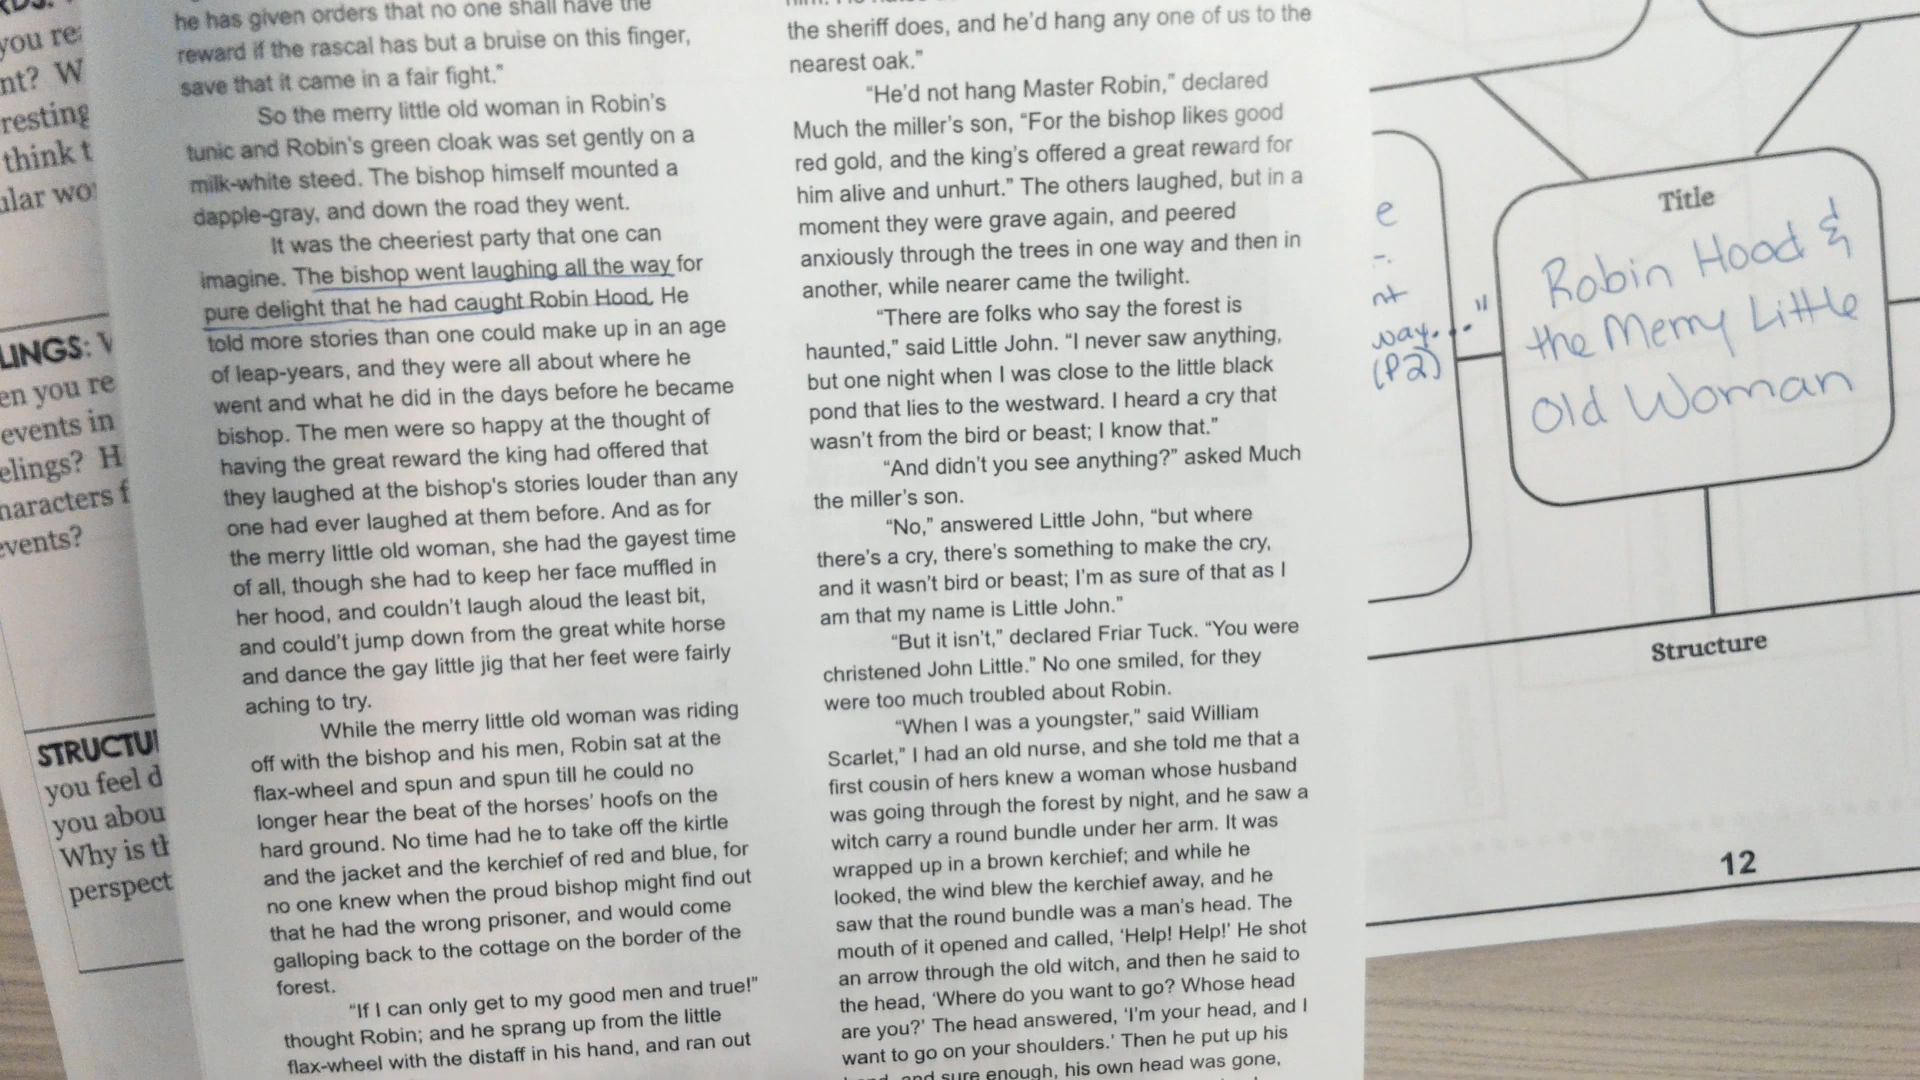 you re
nt? W
resting
think t
ular wo
LINGS: V
en you re
events in
elings? H
naracters f
events?
STRUCTU
you feel d
you abou
Why is th
perspect
he has given orders that no one shall have the
reward if the rascal has but a bruise on this finger,
save that it came in a fair fight.”
So the merry little old woman in Robin’s
tunic and Robin’s green cloak was set gently on a
milk-white steed. The bishop himself mounted a
dapple-gray, and down the road they went.
It was the cheeriest party that one can
imagine. The bishop went laughing all the way for
pure delight that he had caught Robin Hood. He
told more stories than one could make up in an age
of leap-years, and they were all about where he
went and what he did in the days before he became
bishop. The men were so happy at the thought of
having the great reward the king had offered that
they laughed at the bishop's stories louder than any
one had ever laughed at them before. And as for
the merry little old woman, she had the gayest time
of all, though she had to keep her face muffled in
her hood, and couldn’t laugh aloud the least bit,
and could’t jump down from the great white horse
and dance the gay little jig that her feet were fairly
aching to try.
While the merry little old woman was riding
off with the bishop and his men, Robin sat at the
flax-wheel and spun and spun till he could no
longer hear the beat of the horses’ hoofs on the
hard ground. No time had he to take off the kirtle
and the jacket and the kerchief of red and blue, for
no one knew when the proud bishop might find out
that he had the wrong prisoner, and would come
galloping back to the cottage on the border of the
forest.
“If I can only get to my good men and true!”
thought Robin; and he sprang up from the little
flax-wheel with the distaff in his hand, and ran out
the sheriff does, and he’d hang any one of us to the
nearest oak.”
“He’d not hang Master Robin,” declared
Much the miller’s son, “For the bishop likes good
red gold, and the king’s offered a great reward for
him alive and unhurt.” The others laughed, but in a
moment they were grave again, and peered
anxiously through the trees in one way and then in
another, while nearer came the twilight.
“There are folks who say the forest is
haunted,” said Little John. “I never saw anything,
but one night when I was close to the little black
pond that lies to the westward. I heard a cry that
wasn’t from the bird or beast; I know that.”
“And didn’t you see anything?” asked Much
the miller’s son.
“No,” answered Little John, “but where
there’s a cry, there’s something to make the cry,
and it wasn’t bird or beast; I’m as sure of that as I
am that my name is Little John.”
“But it isn’t,” declared Friar Tuck. “You were
christened John Little.” No one smiled, for they
were too much troubled about Robin.
“When I was a youngster,” said William
Scarlet,” I had an old nurse, and she told me that a
first cousin of hers knew a woman whose husband
was going through the forest by night, and he saw a
witch carry a round bundle under her arm. It was
wrapped up in a brown kerchief; and while he
looked, the wind blew the kerchief away, and he
saw that the round bundle was a man’s head. The
mouth of it opened and called, ‘Help! Help!’ He shot
an arrow through the old witch, and then he said to
the head, ‘Where do you want to go? Whose head
are you?’ The head answered, ‘I’m your head, and I
want to go on your shoulders.’ Then he put up his
and sure enough, his own head was gone,
e
nt
way..."
(P2)
Title
Robin Hood &
the Merry Little
Old Woman
Structure
12